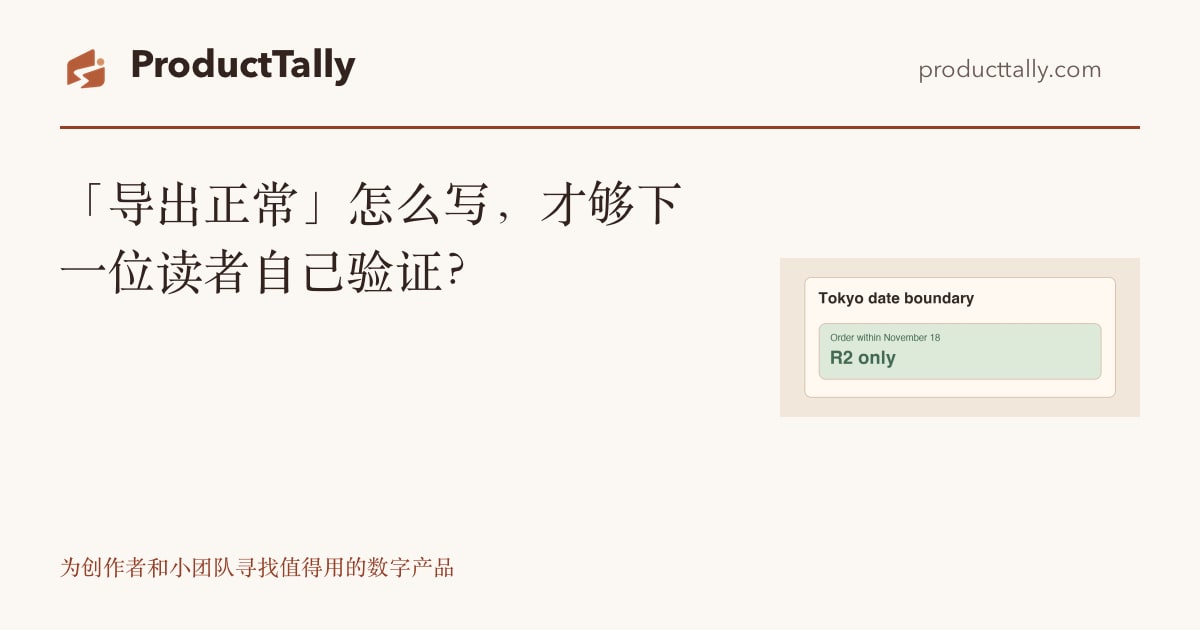 ProductTally
producttally.com
「导出正常」怎么写，才够下
一位读者自己验证？
Tokyo date boundary
Order within November 18
R2 only
为创作者和小团队寻找值得用的数字产品